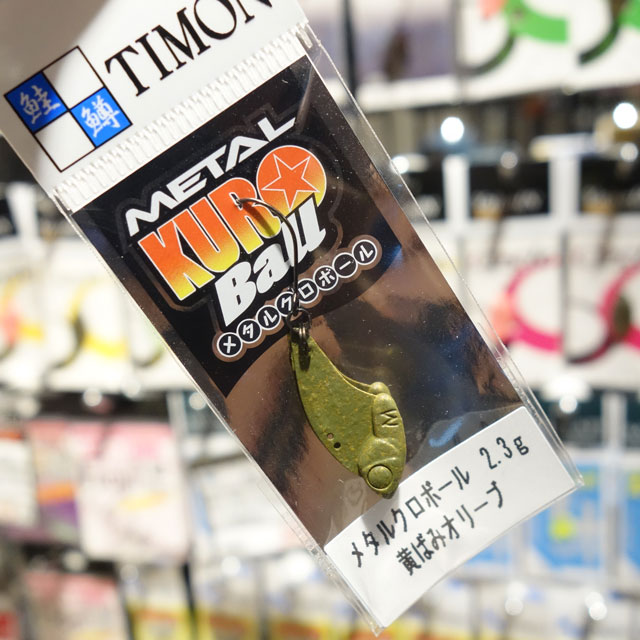 鮭
鱒
TIMON
METAL
KURO
Ball
メタルクロボール
M
メタルクロボール 2.3g
黄ばみオリーブ